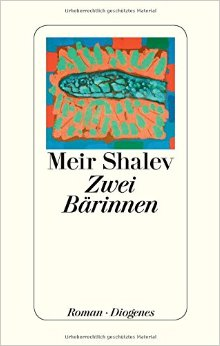 Urheberrechtlich geschütztes Material
Meir Shalev
Zwei
Bärinnen
Roman · Diogenes
Urheberrechtlich geschütztes Material